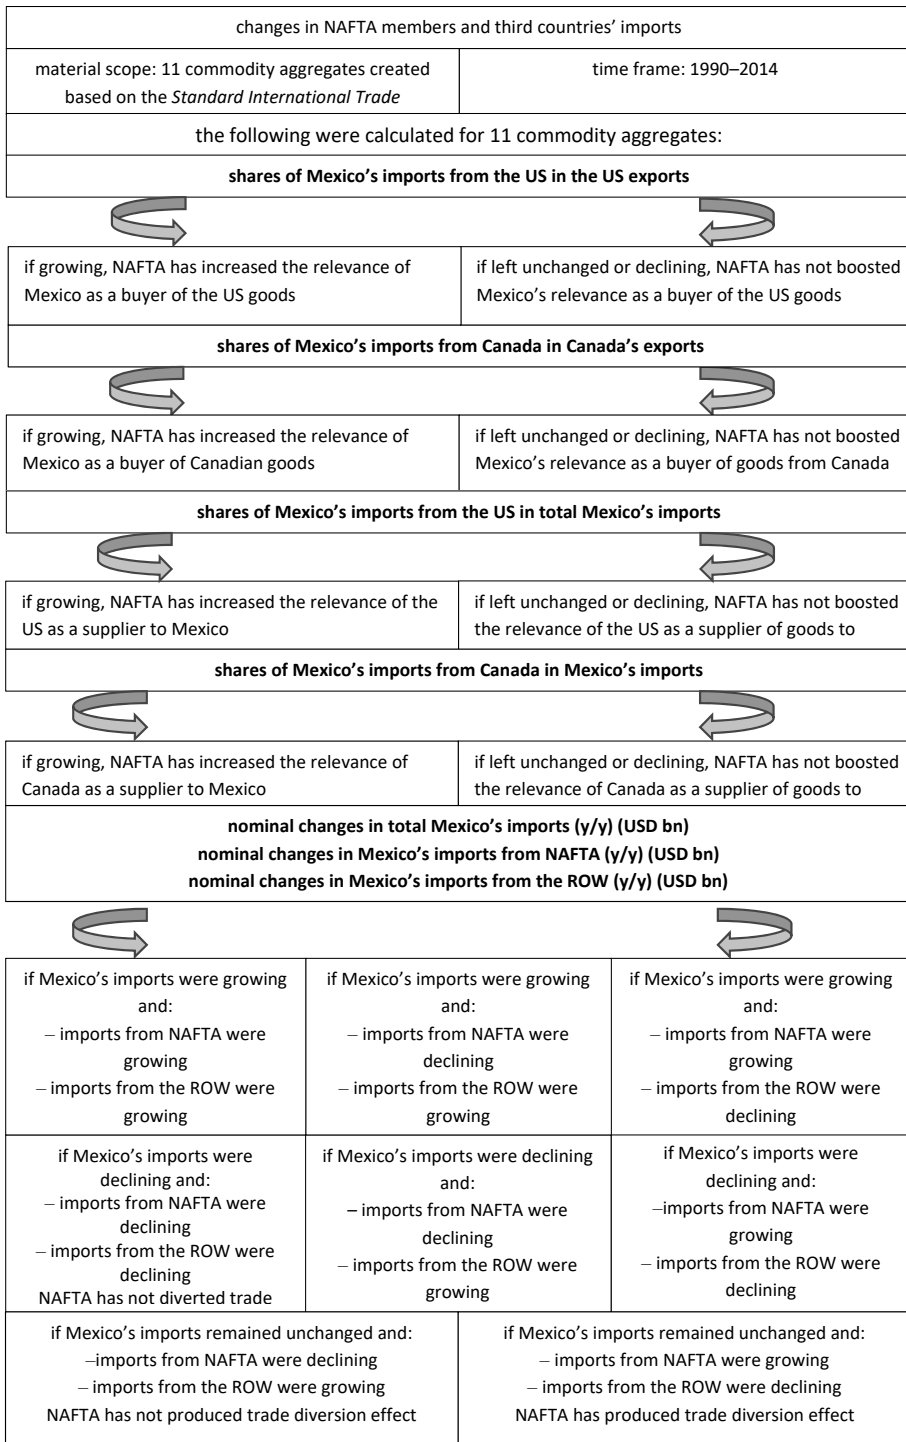 changes in NAFTA members and third countries’ imports
material scope: 11 commodity aggregates created
based on the Standard International Trade
time frame: 1990–2014
the following were calculated for 11 commodity aggregates:
shares of Mexico’s imports from the US in the US exports
if growing, NAFTA has increased the relevance of
Mexico as a buyer of the US goods
if left unchanged or declining, NAFTA has not boosted
Mexico’s relevance as a buyer of the US goods
shares of Mexico’s imports from Canada in Canada’s exports
if growing, NAFTA has increased the relevance of
Mexico as a buyer of Canadian goods
if left unchanged or declining, NAFTA has not boosted
Mexico’s relevance as a buyer of goods from Canada
shares of Mexico’s imports from the US in total Mexico’s imports
if growing, NAFTA has increased the relevance of the
US as a supplier to Mexico
if left unchanged or declining, NAFTA has not boosted
the relevance of the US as a supplier of goods to
shares of Mexico’s imports from Canada in Mexico’s imports
if growing, NAFTA has increased the relevance of
Canada as a supplier to Mexico
if left unchanged or declining, NAFTA has not boosted
the relevance of Canada as a supplier of goods to
nominal changes in total Mexico’s imports (y/y) (USD bn)
nominal changes in Mexico’s imports from NAFTA (y/y) (USD bn)
nominal changes in Mexico’s imports from the ROW (y/y) (USD bn)
if Mexico’s imports were growing
and:
– imports from NAFTA were
growing
– imports from the ROW were
growing
if Mexico’s imports were growing
and:
– imports from NAFTA were
declining
– imports from the ROW were
growing
if Mexico’s imports were growing
and:
– imports from NAFTA were
growing
– imports from the ROW were
declining
if Mexico’s imports were
declining and:
– imports from NAFTA were
declining
– imports from the ROW were
declining
NAFTA has not diverted trade
if Mexico’s imports were declining
and:
– imports from NAFTA were
declining
– imports from the ROW were
growing
if Mexico’s imports were
declining and:
–imports from NAFTA were
growing
– imports from the ROW were
declining
if Mexico’s imports remained unchanged and:
–imports from NAFTA were declining
– imports from the ROW were growing
NAFTA has not produced trade diversion effect
if Mexico’s imports remained unchanged and:
– imports from NAFTA were growing
– imports from the ROW were declining
NAFTA has produced trade diversion effect